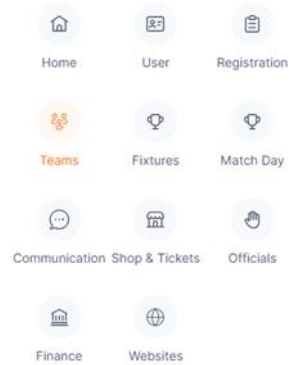 Home User Registration
Teams Fixtures Match Day
Communication Shop & Tickets Officials
Finance Websites